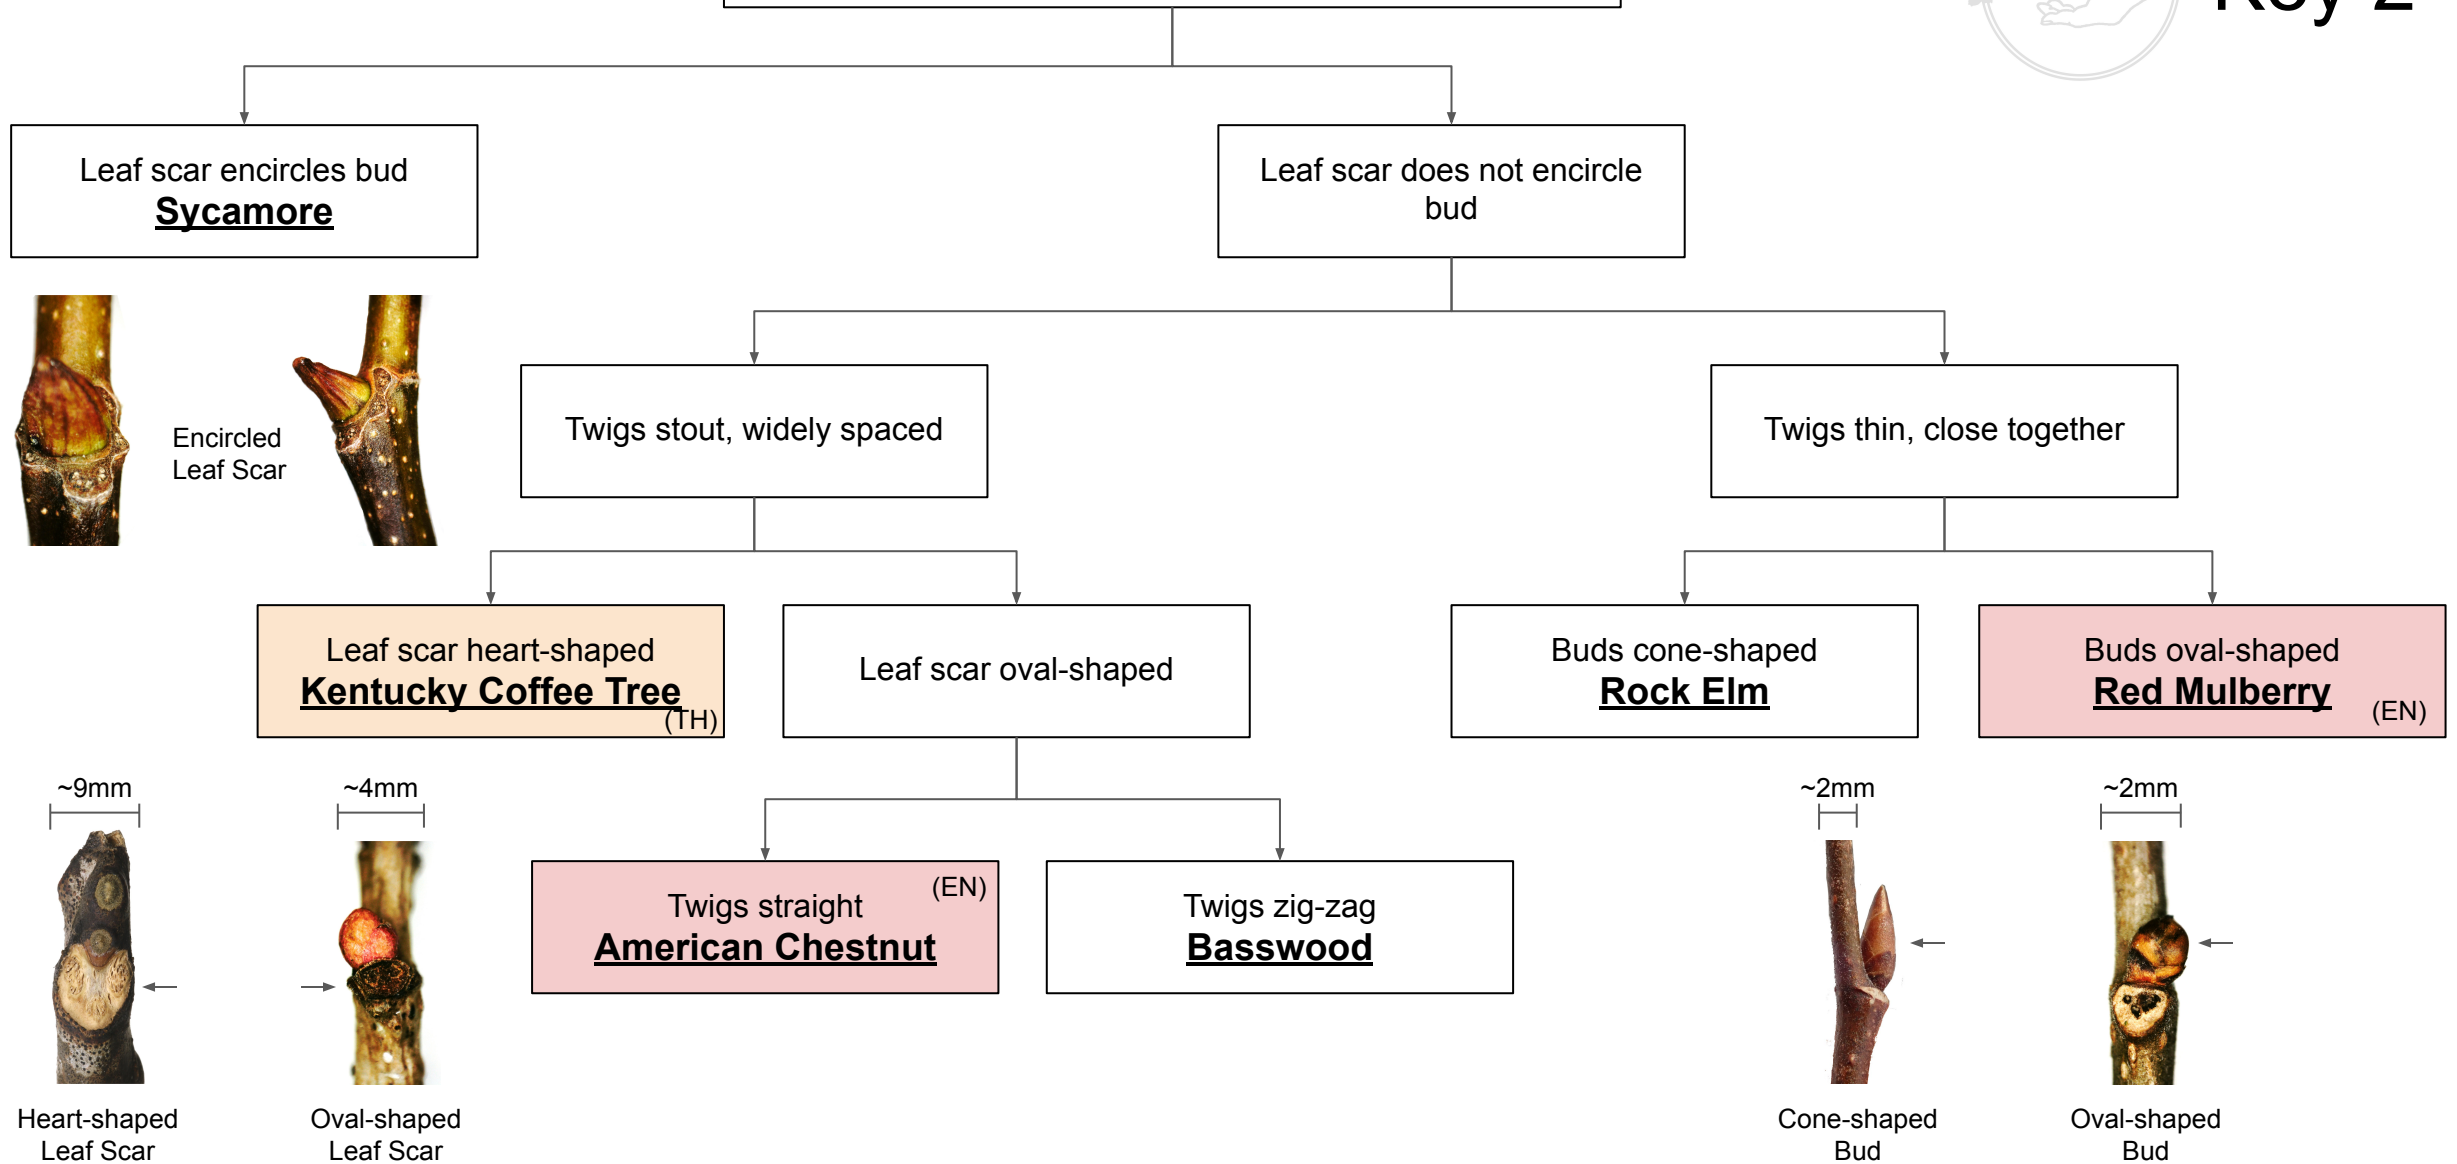 Key 2
Leaf scar encircles bud
Sycamore
Leaf scar does not encircle
bud
Encircled
Leaf Scar
Twigs stout, widely spaced
Twigs thin, close together
Leaf scar heart-shaped
Kentucky Coffee Tree
(TH)
Leaf scar oval-shaped
Buds cone-shaped
Rock Elm
Buds oval-shaped
Red Mulberry
(EN)
~9mm
~4mm
~2mm
~2mm
(EN)
Twigs straight
American Chestnut
Twigs zig-zag
Basswood
Heart-shaped
Leaf Scar
Oval-shaped
Leaf Scar
Cone-shaped
Bud
Oval-shaped
Bud